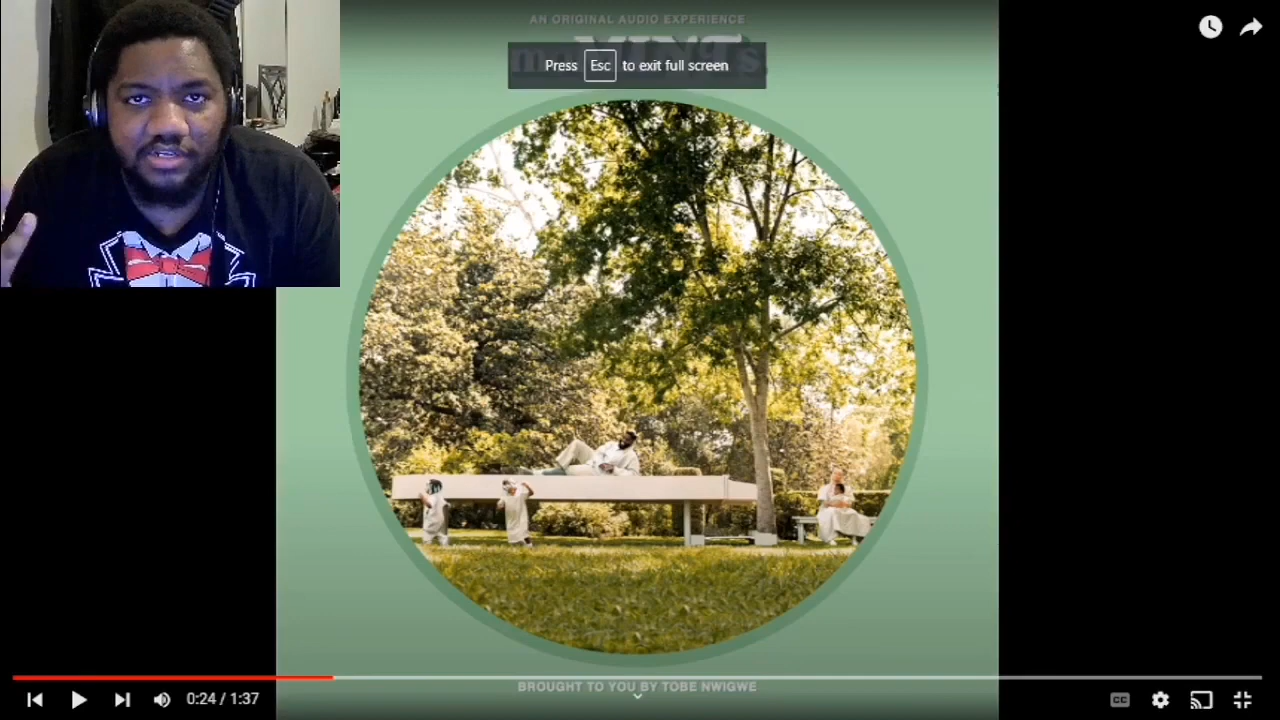 AN ORIGINAL AUDIO EXPERIENCE
Press Esc to exit full screen
BROUGHT TO YOU BY TOBE NWIGWE
0:24 / 1:37
CC